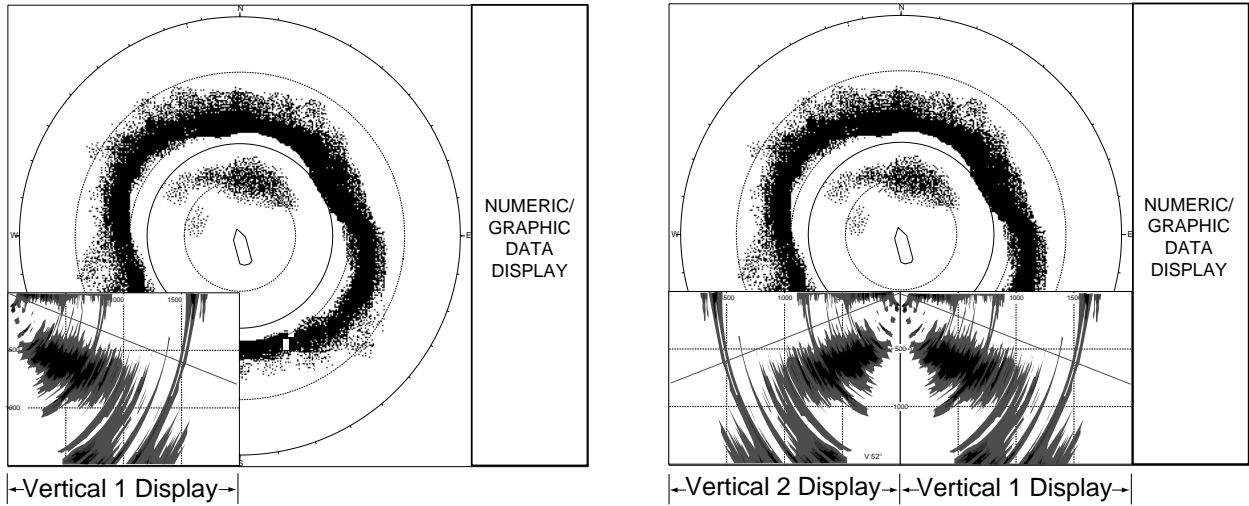 N
W
E
NUMERIC/
GRAPHIC
DATA
DISPLAY
1000 1500
500
1000
Vertical 1 Display
N
W
E
NUMERIC/
GRAPHIC
DATA
DISPLAY
500 1000 1000 1500
500
1000
V 52°
Vertical 2 Display
Vertical 1 Display